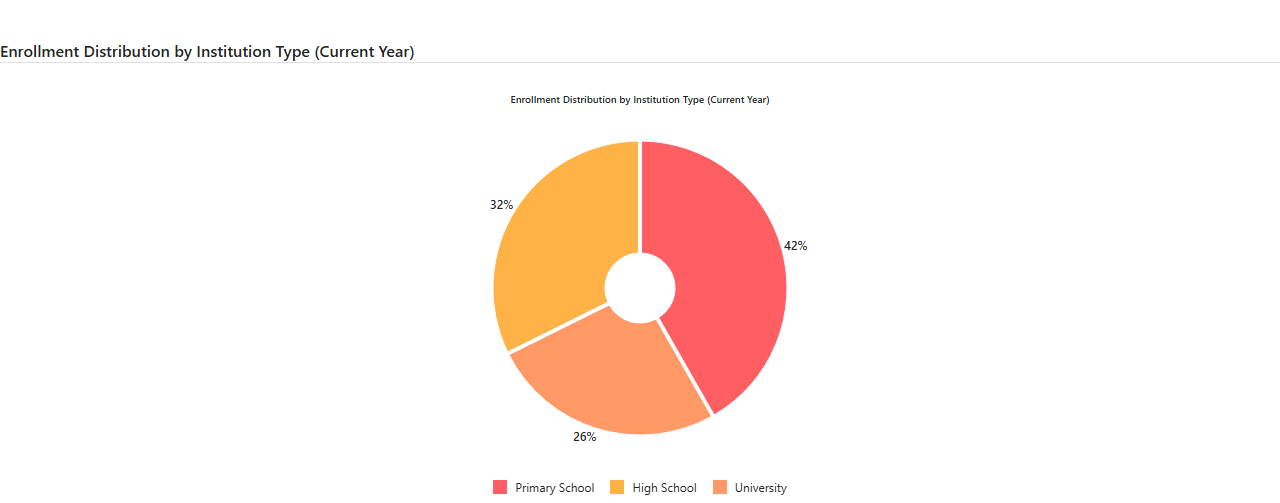 Enrollment Distribution by Institution Type (Current Year)
Enrollment Distribution by Institution Type (Current Year)
32%
42%
26%
Primary School
High School
University